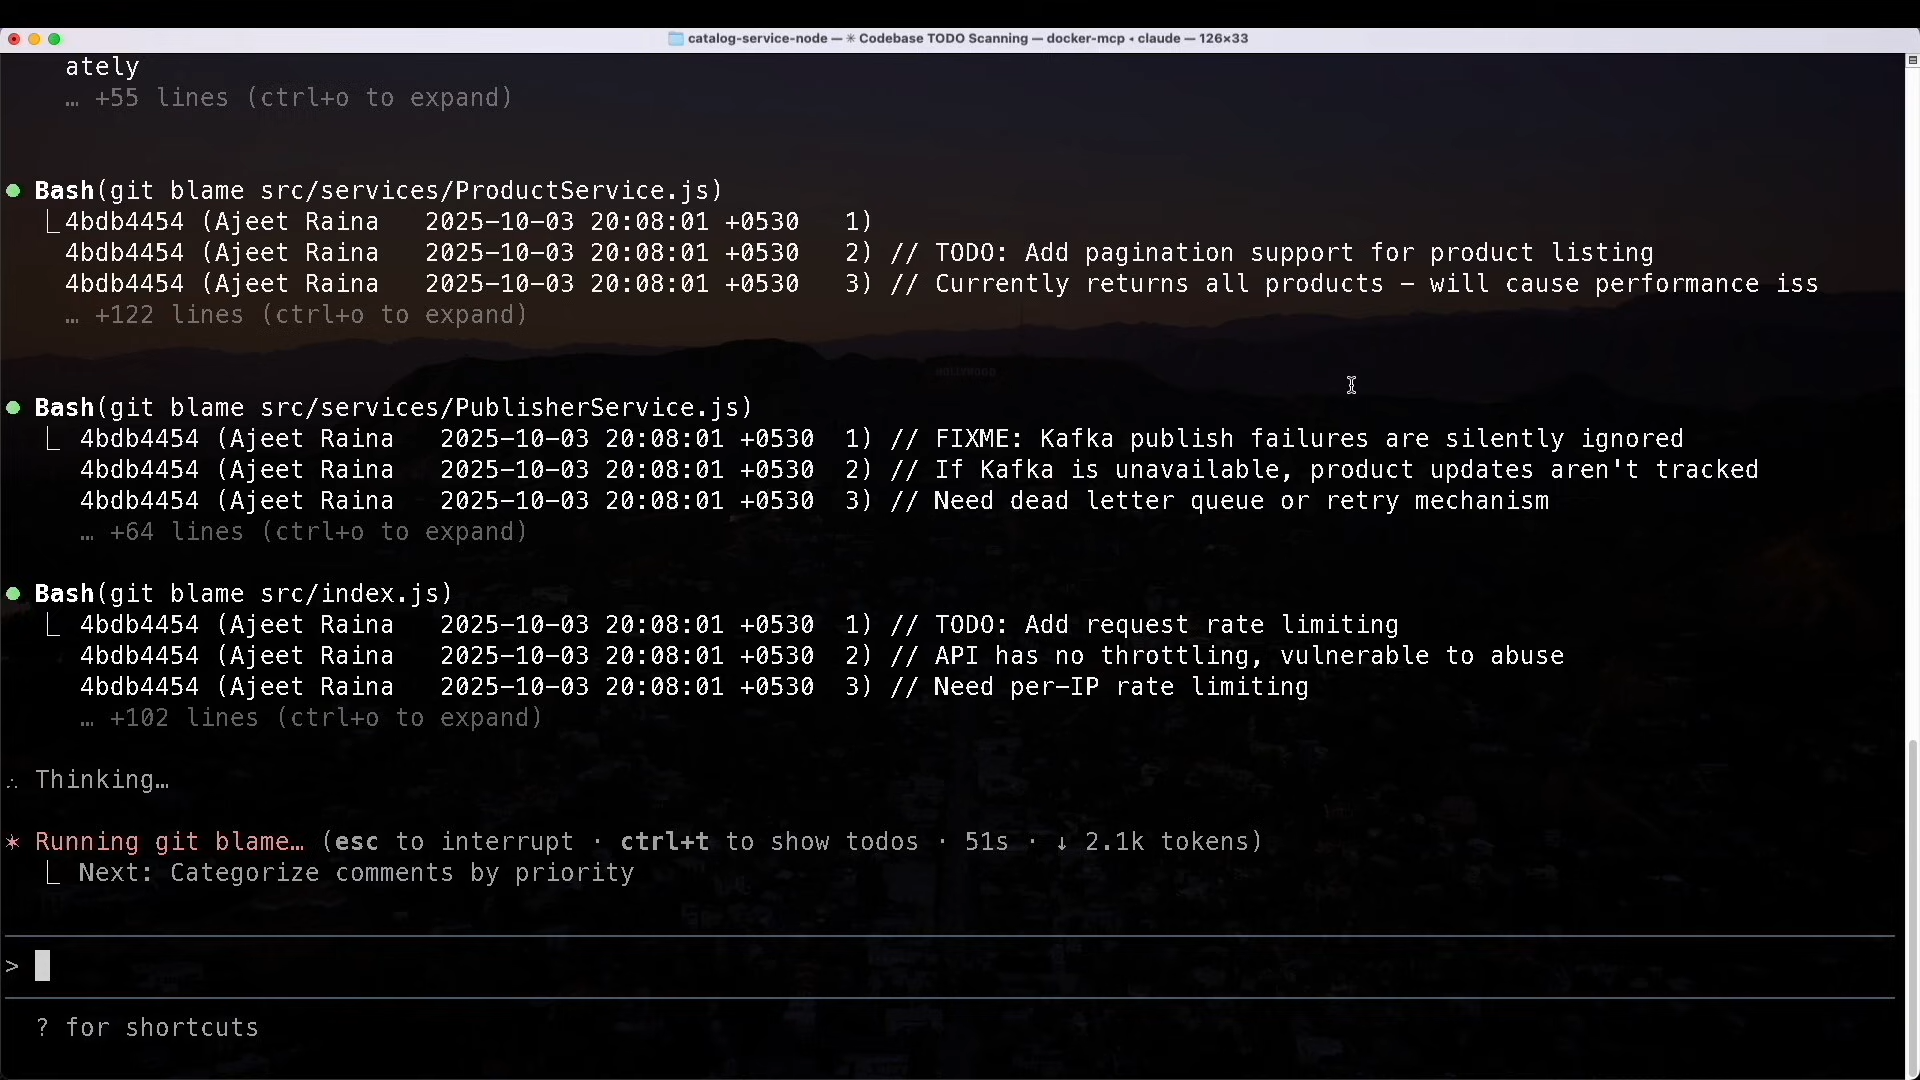 catalog-service-node — ✳ Codebase TODO Scanning — docker-mcp ◂ claude — 126×33
ately
… +55 lines (ctrl+o to expand)
● Bash(git blame src/services/ProductService.js)
⎿ 4bdb4454 (Ajeet Raina   2025-10-03 20:08:01 +0530   1)
4bdb4454 (Ajeet Raina   2025-10-03 20:08:01 +0530   2) // TODO: Add pagination support for product listing
4bdb4454 (Ajeet Raina   2025-10-03 20:08:01 +0530   3) // Currently returns all products – will cause performance iss
… +122 lines (ctrl+o to expand)
● Bash(git blame src/services/PublisherService.js)
⎿ 4bdb4454 (Ajeet Raina   2025-10-03 20:08:01 +0530  1) // FIXME: Kafka publish failures are silently ignored
4bdb4454 (Ajeet Raina   2025-10-03 20:08:01 +0530  2) // If Kafka is unavailable, product updates aren't tracked
4bdb4454 (Ajeet Raina   2025-10-03 20:08:01 +0530  3) // Need dead letter queue or retry mechanism
… +64 lines (ctrl+o to expand)
● Bash(git blame src/index.js)
⎿ 4bdb4454 (Ajeet Raina   2025-10-03 20:08:01 +0530  1) // TODO: Add request rate limiting
4bdb4454 (Ajeet Raina   2025-10-03 20:08:01 +0530  2) // API has no throttling, vulnerable to abuse
4bdb4454 (Ajeet Raina   2025-10-03 20:08:01 +0530  3) // Need per-IP rate limiting
… +102 lines (ctrl+o to expand)
∴ Thinking…
✶ Running git blame… (esc to interrupt · ctrl+t to show todos · 51s · ↓ 2.1k tokens)
⎿ Next: Categorize comments by priority
>
? for shortcuts